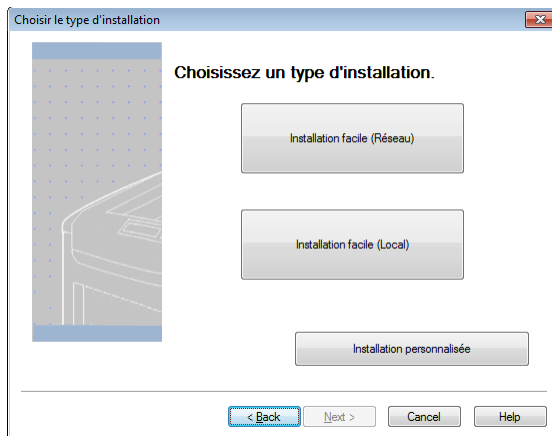 Choisir le type d'installation
Choisissez un type d'installation.
Installation facile (Réseau)
Installation facile (Local)
Installation personnalisée
< Back Next > Cancel Help